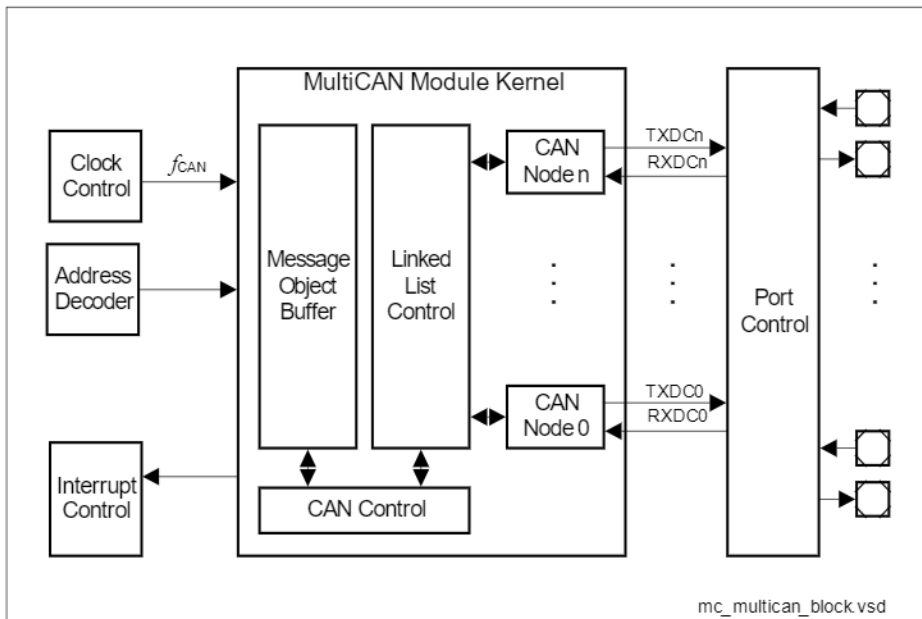 MultiCAN Module Kernel
Clock
Control
fCAN
Address
Decoder
Interrupt
Control
Message
Object
Buffer
Linked
List
Control
CAN Control
CAN
Node n
CAN
Node 0
TXDCn
RXDCn
TXDC0
RXDC0
Port
Control
mc_multican_block.vsd